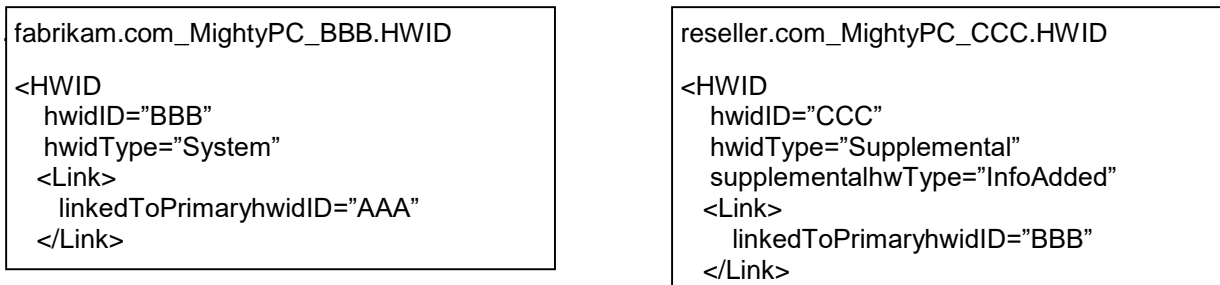 fabrikam.com_MightyPC_BBB.HWID
<HWID
hwidID=”BBB”
hwidType=”System”
<Link>
linkedToPrimaryhwidID=”AAA”
</Link>
reseller.com_MightyPC_CCC.HWID
<HWID
hwidID=”CCC”
hwidType=”Supplemental”
supplementalhwType=”InfoAdded”
<Link>
linkedToPrimaryhwidID=”BBB”
</Link>